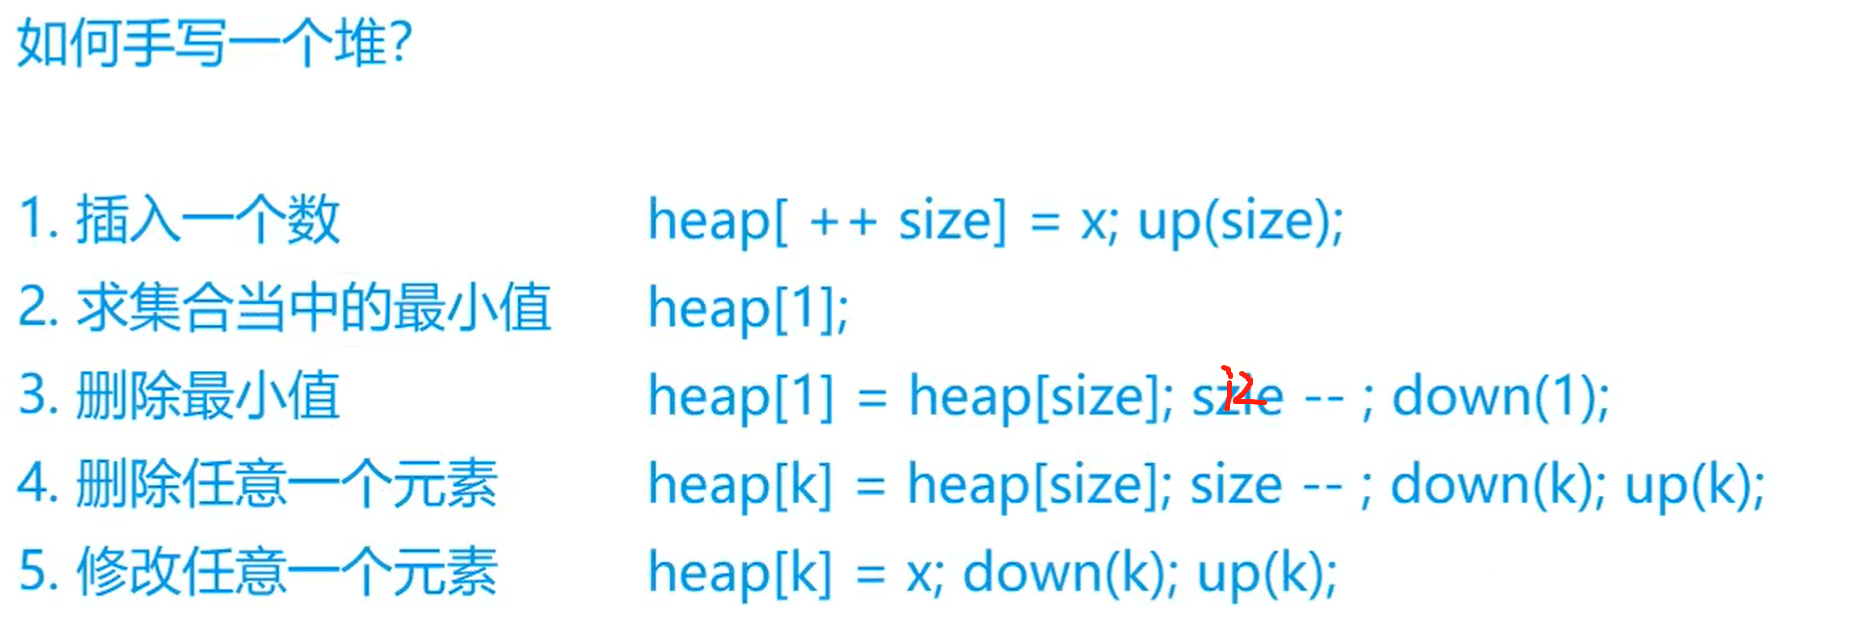 如何手写一个堆？
1. 插入一个数 heap[ ++ size] = x; up(size);
2. 求集合当中的最小值 heap[1];
3. 删除最小值 heap[1] = heap[size]; szie -- ; down(1);
iz
4. 删除任意一个元素 heap[k] = heap[size]; size -- ; down(k); up(k);
5. 修改任意一个元素 heap[k] = x; down(k); up(k);